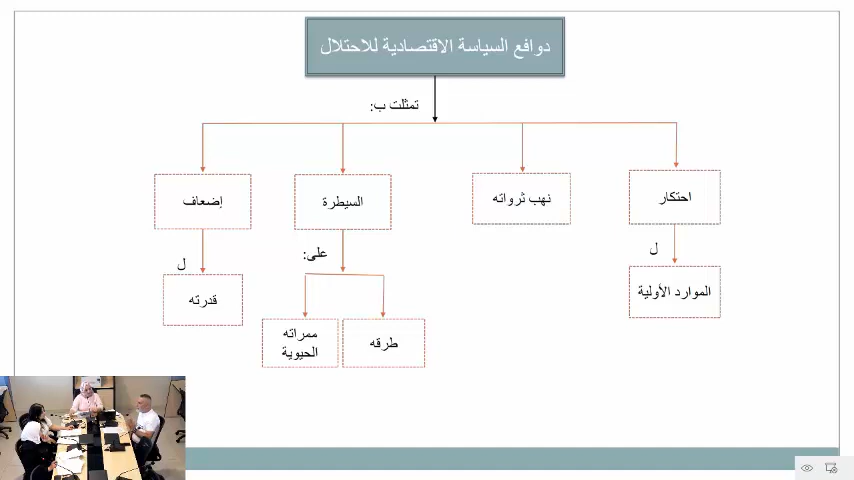 دوافع السياسة الاقتصادية للاحتلال
تمثلت ب:
احتكار
نهب ثرواته
السيطرة
إضعاف
ل
على:
ل
الموارد الأولية
قدرته
طرقه
ممراته
الحيوية